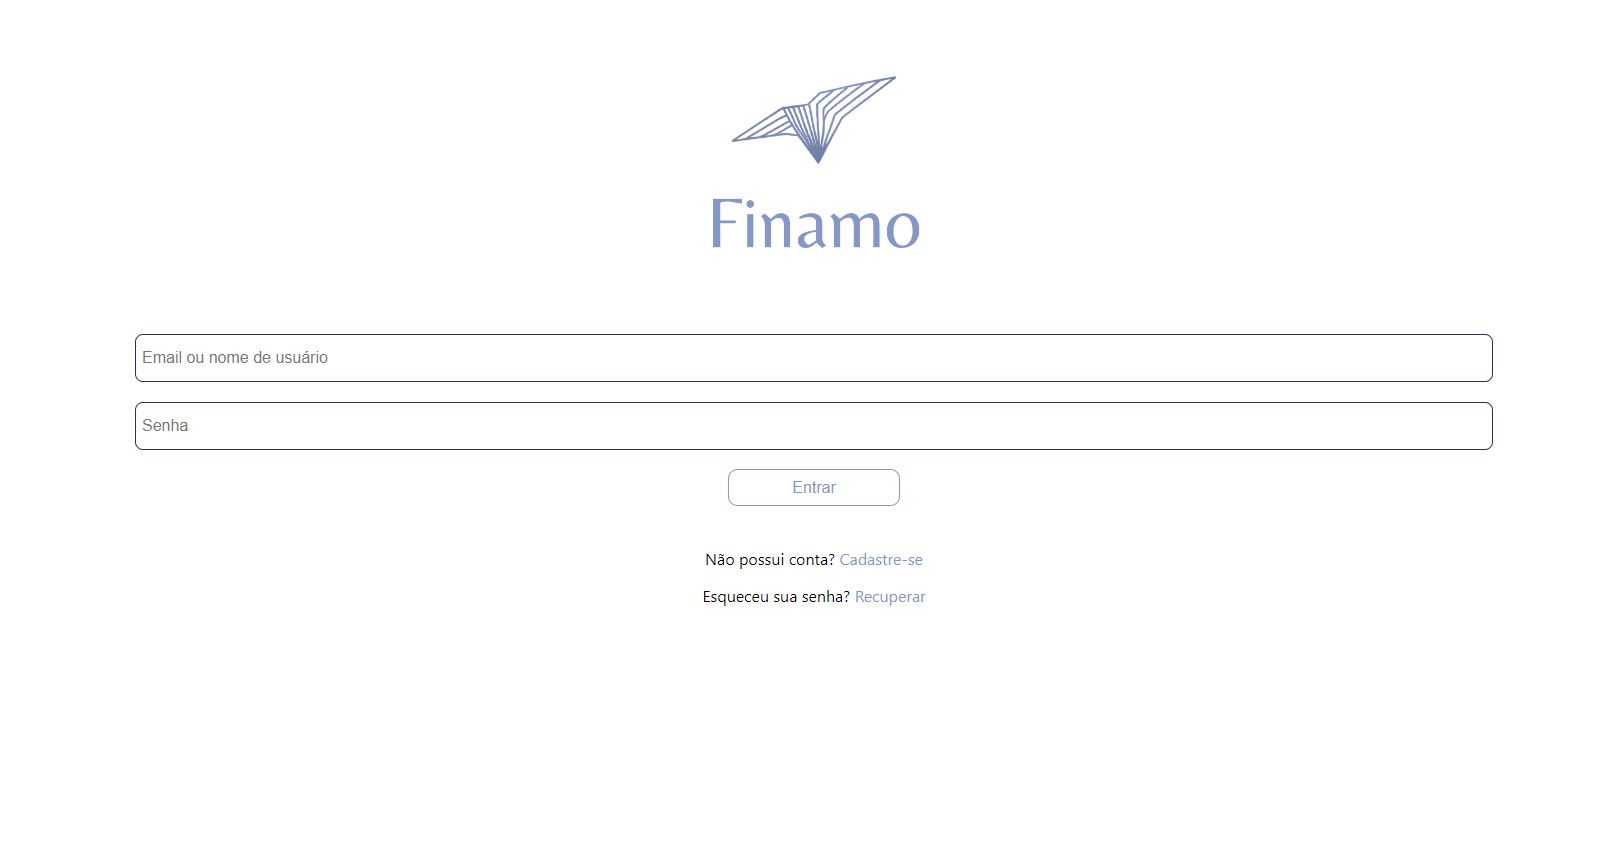 Finamo
Email ou nome de usuário
Senha
Entrar
Não possui conta? Cadastre-se
Esqueceu sua senha? Recuperar